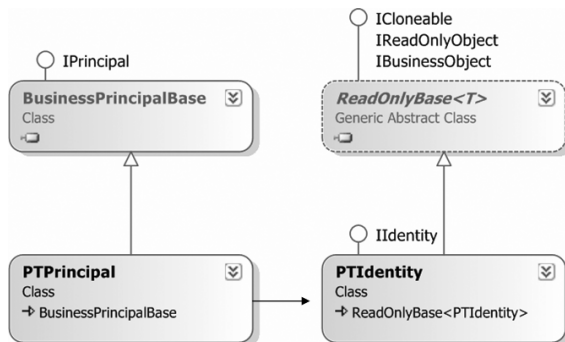 IPrincipal
BusinessPrincipalBase
Class
ICloneable
IReadOnlyObject
IBusinessObject
ReadOnlyBase<T>
Generic Abstract Class
PTPrincipal
Class
BusinessPrincipalBase
IIdentity
PTIdentity
Class
ReadOnlyBase<PTIdentity>